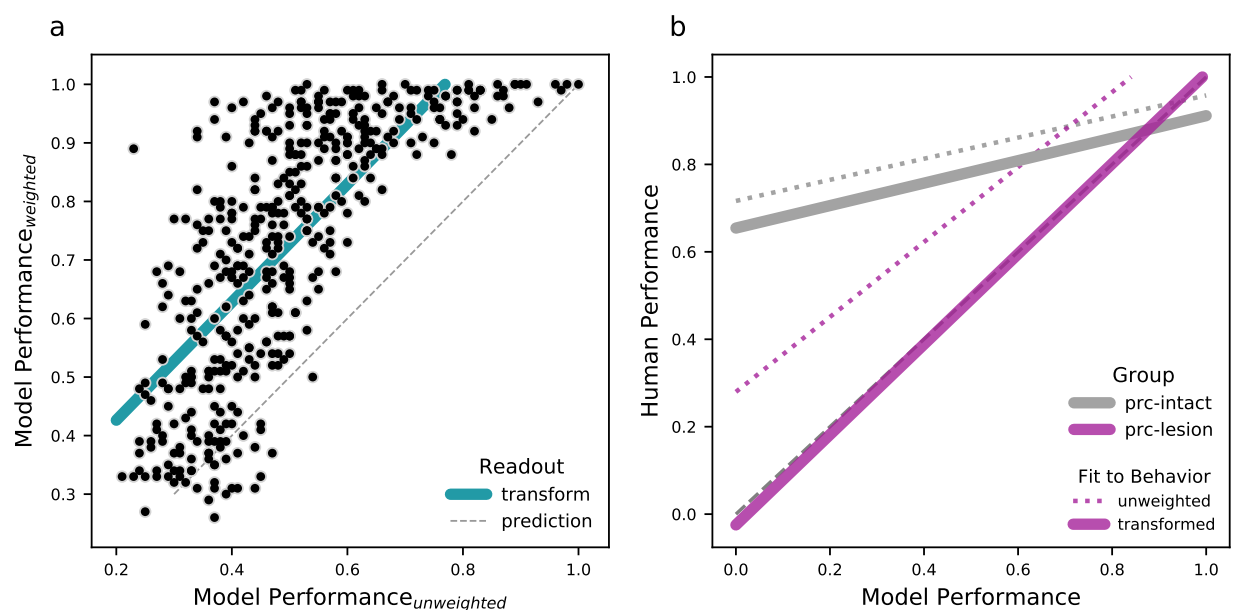 a
1.0
0.9
0.8
0.7
0.6
0.5
0.4
0.3
Model Performance_weighted
0.2
0.4
0.6
0.8
1.0
Model Performance_unweighted
Readout
transform
prediction
b
1.0
0.8
0.6
0.4
0.2
0.0
Human Performance
0.0
0.2
0.4
0.6
0.8
1.0
Model Performance
Group
prc-intact
prc-lesion
Fit to Behavior
unweighted
transformed